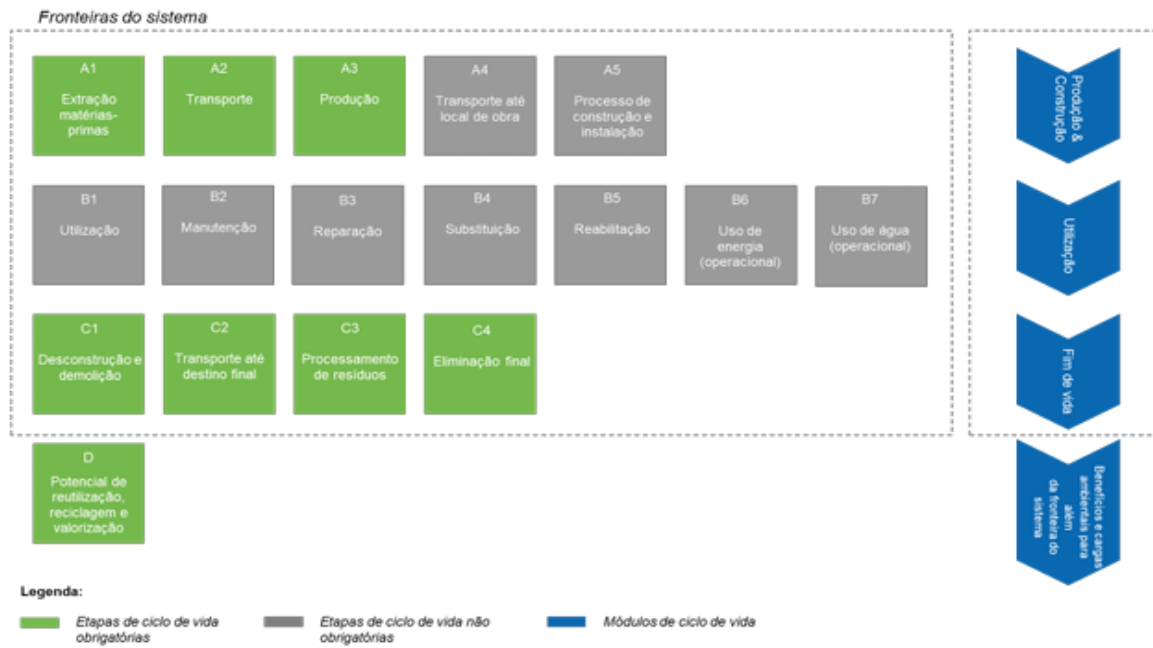 Fronteiras do sistema
A1
Extração
matérias-
primas
A2
Transporte
A3
Produção
A4
Transporte até
local de obra
A5
Processo de
construção e
instalação
Produção &
Construção
B1
Utilização
B2
Manutenção
B3
Reparação
B4
Substituição
B5
Reabilitação
B6
Uso de
energia
(operacional)
B7
Uso de água
(operacional)
Utilização
C1
Desconstrução e
demolição
C2
Transporte até
destino final
C3
Processamento
de resíduos
C4
Eliminação final
Fim de vida
D
Potencial de
reutilização,
reciclagem e
valorização
Benefícios e cargas
ambientais para
além
da fronteira do
sistema
Legenda:
Etapas de ciclo de vida
obrigatórias
Etapas de ciclo de vida não
obrigatórias
Módulos de ciclo de vida